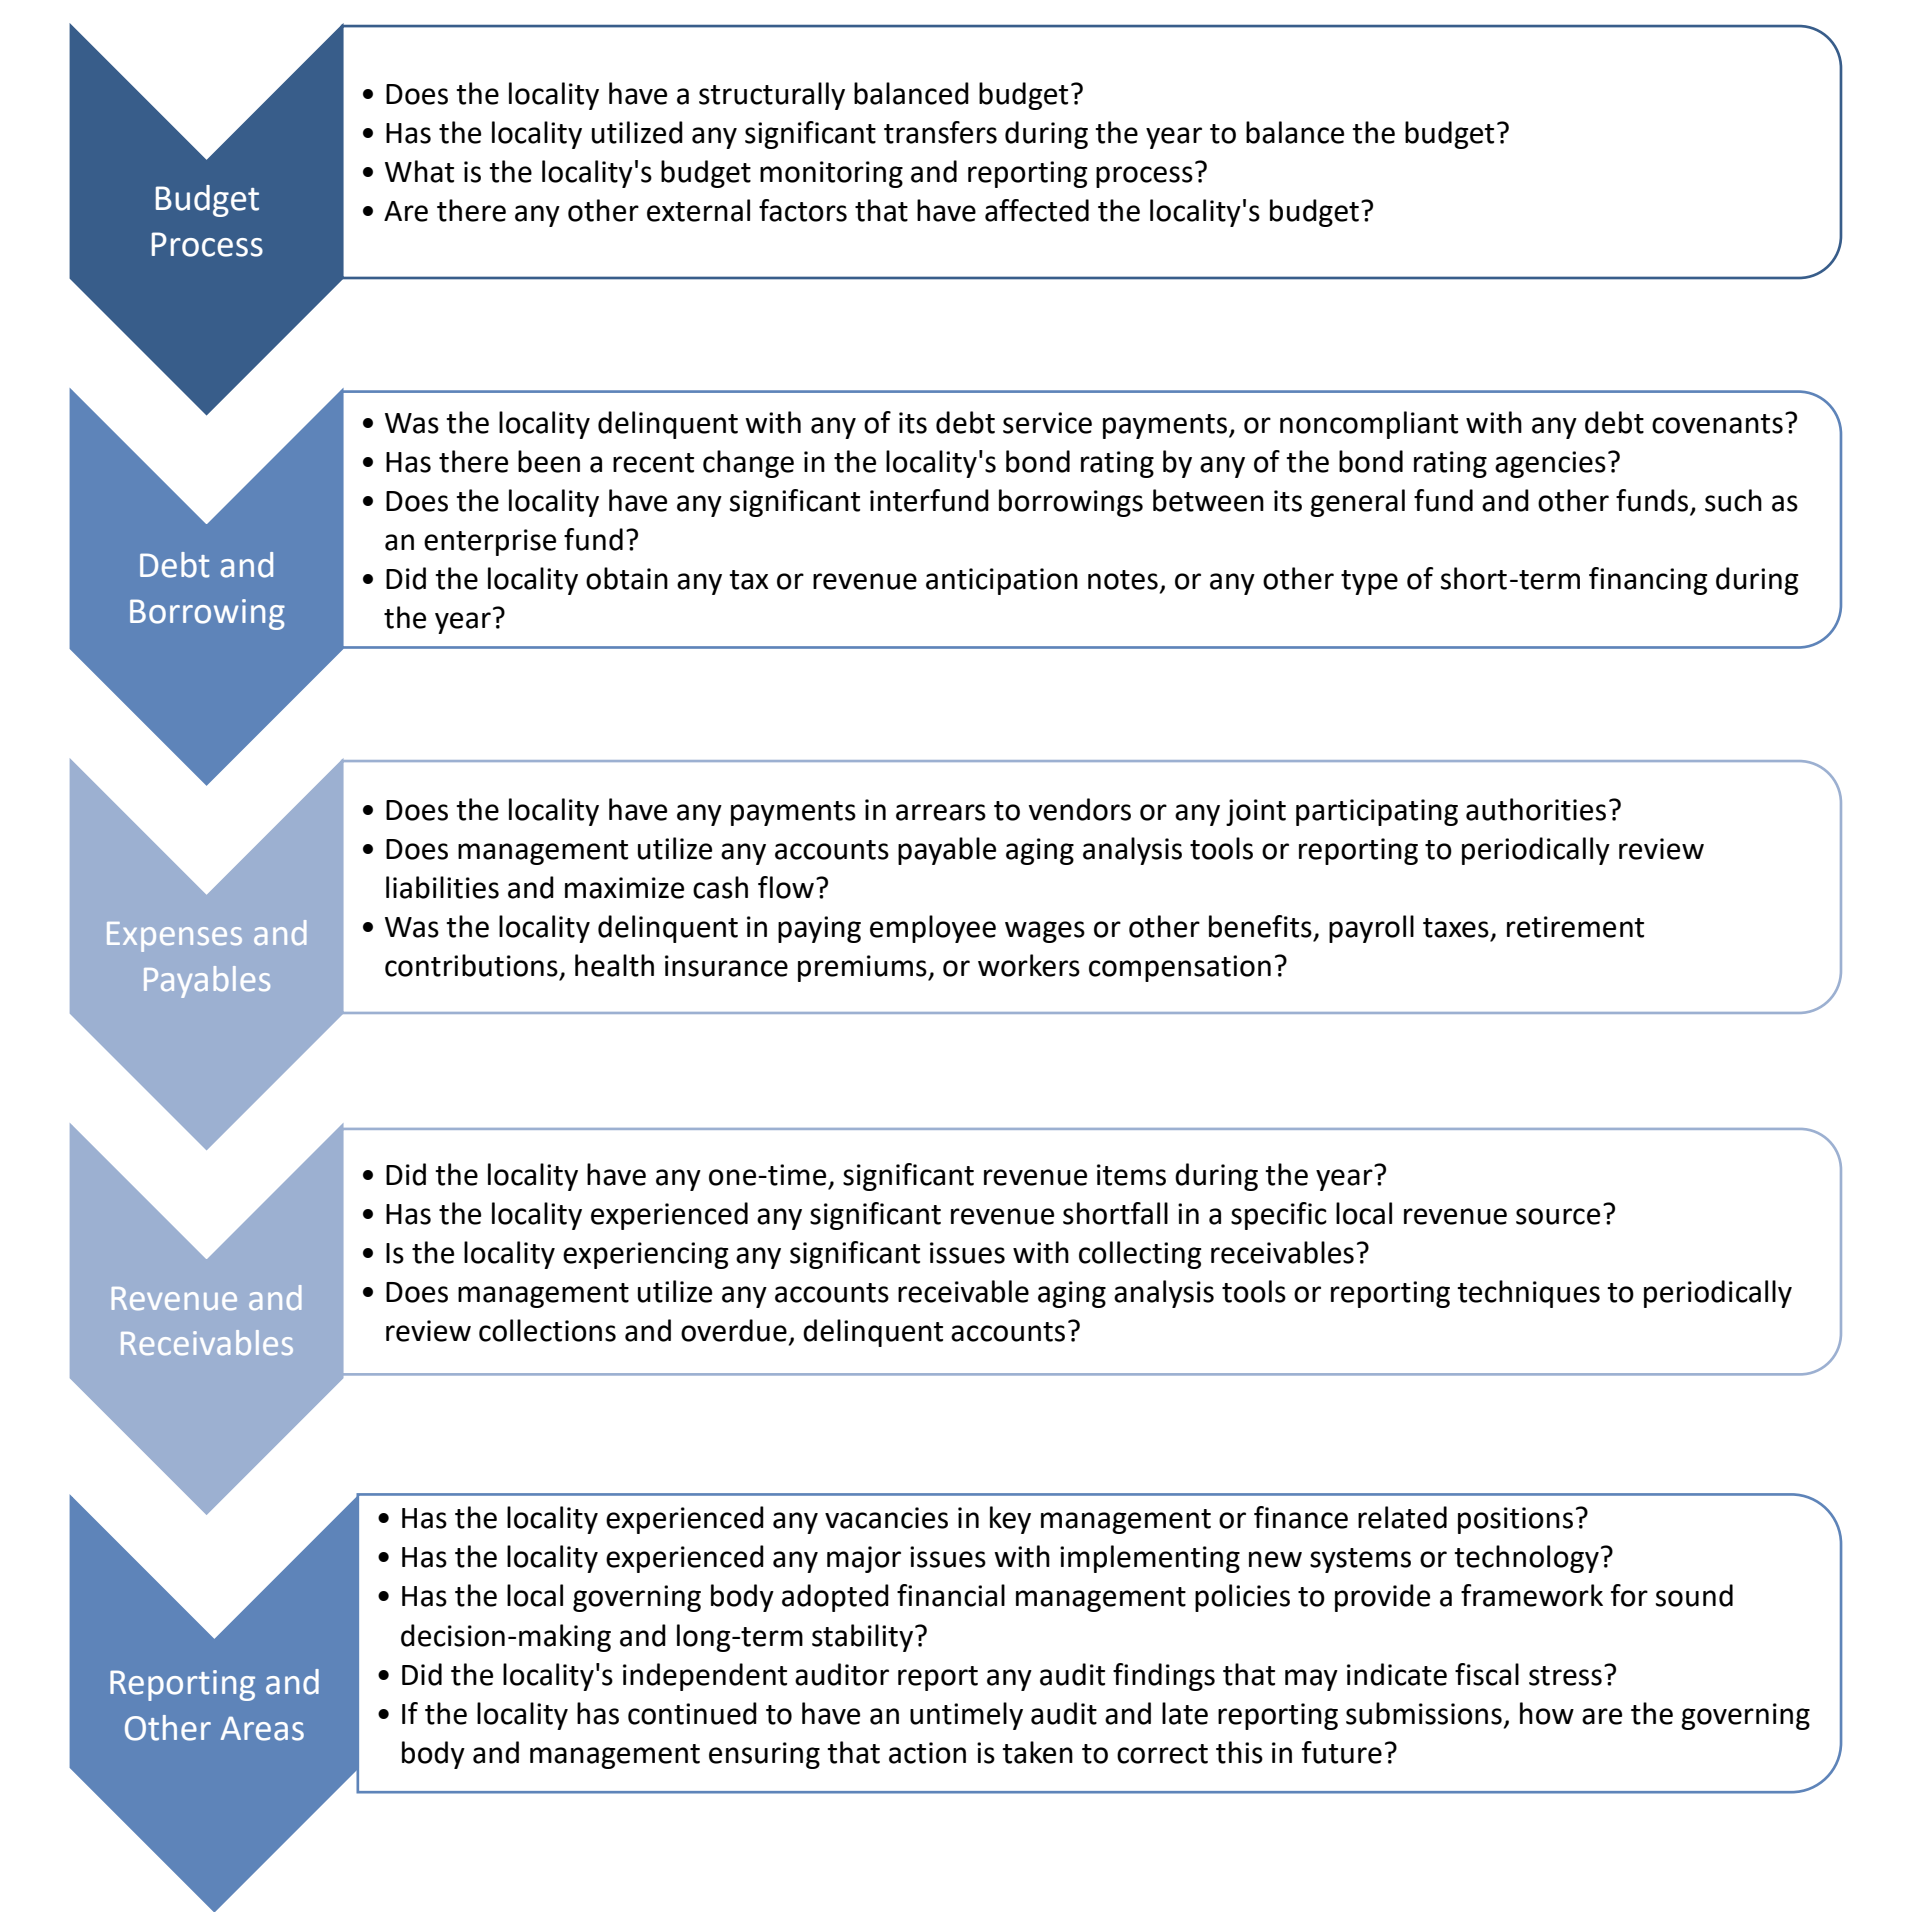 Budget
Process
• Does the locality have a structurally balanced budget?
• Has the locality utilized any significant transfers during the year to balance the budget?
• What is the locality's budget monitoring and reporting process?
• Are there any other external factors that have affected the locality's budget?
Debt and
Borrowing
• Was the locality delinquent with any of its debt service payments, or noncompliant with any debt covenants?
• Has there been a recent change in the locality's bond rating by any of the bond rating agencies?
• Does the locality have any significant interfund borrowings between its general fund and other funds, such as
an enterprise fund?
• Did the locality obtain any tax or revenue anticipation notes, or any other type of short-term financing during
the year?
Expenses and
Payables
• Does the locality have any payments in arrears to vendors or any joint participating authorities?
• Does management utilize any accounts payable aging analysis tools or reporting to periodically review
liabilities and maximize cash flow?
• Was the locality delinquent in paying employee wages or other benefits, payroll taxes, retirement
contributions, health insurance premiums, or workers compensation?
Revenue and
Receivables
• Did the locality have any one-time, significant revenue items during the year?
• Has the locality experienced any significant revenue shortfall in a specific local revenue source?
• Is the locality experiencing any significant issues with collecting receivables?
• Does management utilize any accounts receivable aging analysis tools or reporting techniques to periodically
review collections and overdue, delinquent accounts?
Reporting and
Other Areas
• Has the locality experienced any vacancies in key management or finance related positions?
• Has the locality experienced any major issues with implementing new systems or technology?
• Has the local governing body adopted financial management policies to provide a framework for sound
decision-making and long-term stability?
• Did the locality's independent auditor report any audit findings that may indicate fiscal stress?
• If the locality has continued to have an untimely audit and late reporting submissions, how are the governing
body and management ensuring that action is taken to correct this in future?